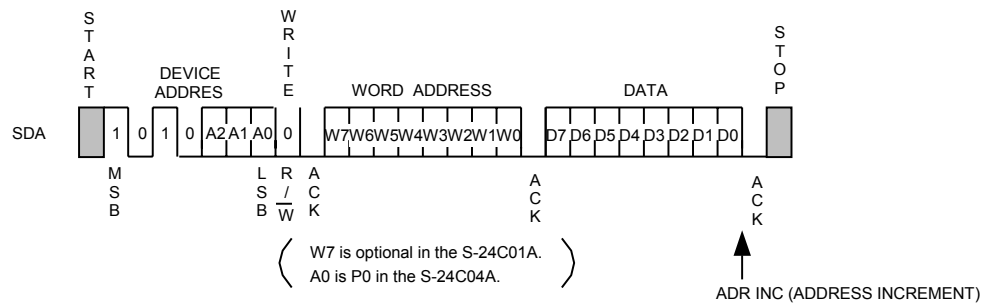 START
WRITE
STOP
DEVICE
ADDRES
WORD ADDRESS
DATA
SDA
1 0 1 0 A2 A1 A0 0 W7 W6 W5 W4 W3 W2 W1 W0 D7 D6 D5 D4 D3 D2 D1 D0
MSB
LSB
R/W
ACK
ACK
ACK
W7 is optional in the S-24C01A.
A0 is P0 in the S-24C04A.
ADR INC (ADDRESS INCREMENT)